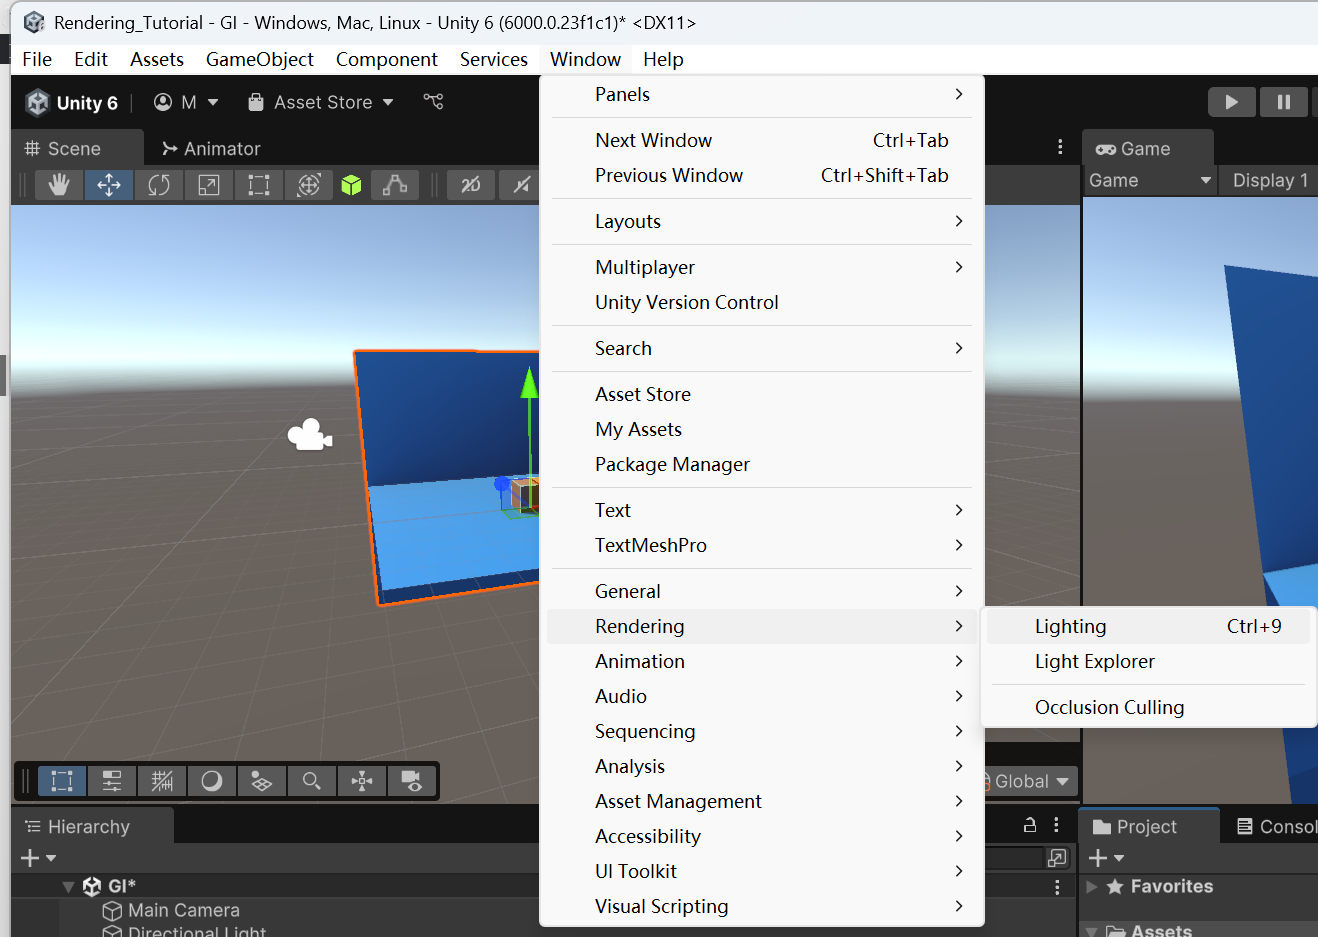 Rendering_Tutorial - GI - Windows, Mac, Linux - Unity 6 (6000.0.23f1c1)* <DX11>
File Edit Assets GameObject Component Services Window Help
Unity 6 M Asset Store
Scene Animator
Game
Game Display 1
2D
Panels
Next Window Ctrl+Tab
Previous Window Ctrl+Shift+Tab
Layouts
Multiplayer
Unity Version Control
Search
Asset Store
My Assets
Package Manager
Text
TextMeshPro
General
Rendering
Animation
Audio
Sequencing
Analysis
Asset Management
Accessibility
UI Toolkit
Visual Scripting
Lighting Ctrl+9
Light Explorer
Occlusion Culling
Global
Hierarchy
GI*
Main Camera
Directional Light
Project Consol
Favorites
Assets